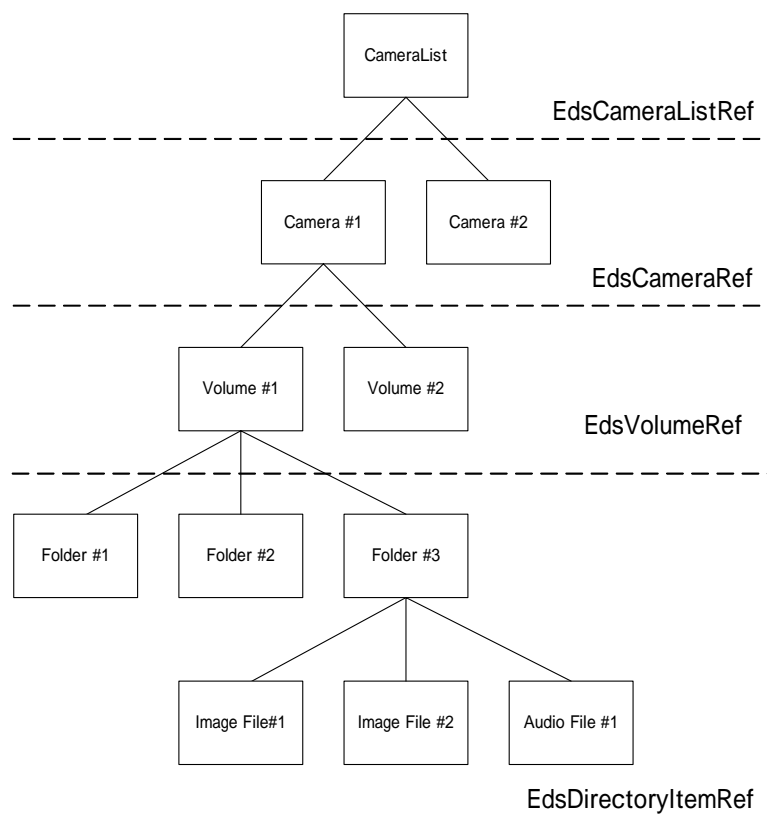 CameraList
EdsCameraListRef
Camera #1
Camera #2
EdsCameraRef
Volume #1
Volume #2
EdsVolumeRef
Folder #1
Folder #2
Folder #3
Image File#1
Image File #2
Audio File #1
EdsDirectoryItemRef